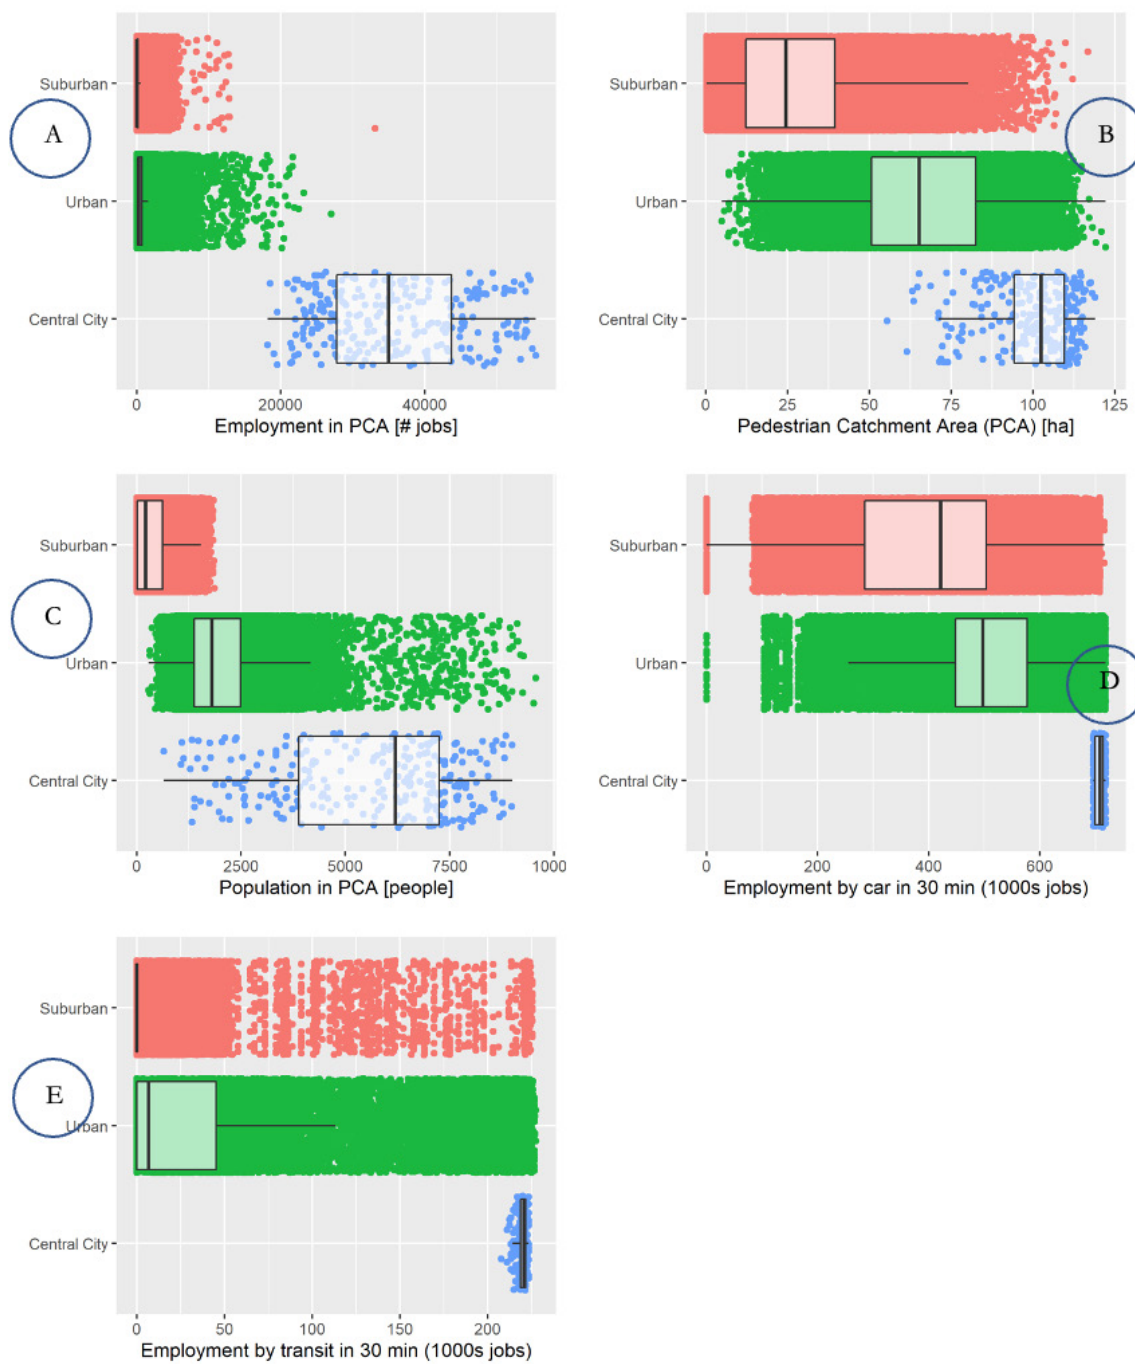 Suburban
A
Urban
Central City
0 20000 40000
Employment in PCA [# jobs]
Suburban
B
Urban
Central City
0 25 50 75 100 125
Pedestrian Catchment Area (PCA) [ha]
Suburban
C
Urban
Central City
0 2500 5000 7500 1000
Population in PCA [people]
Suburban
Urban
D
Central City
0 200 400 600
Employment by car in 30 min (1000s jobs)
Suburban
E
Urban
Central City
0 50 100 150 200
Employment by transit in 30 min (1000s jobs)